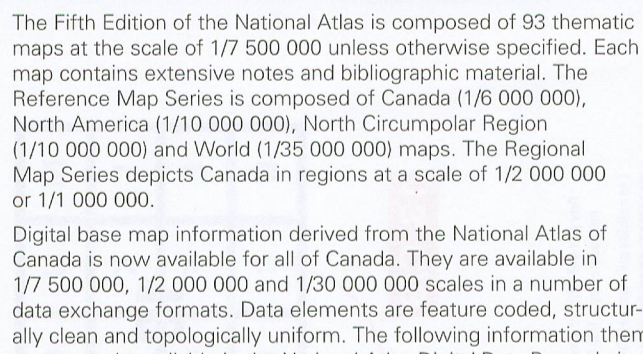 The Fifth Edition of the National Atlas is composed of 93 thematic
maps at the scale of 1/7 500 000 unless otherwise specified. Each
map contains extensive notes and bibliographic material. The
Reference Map Series is composed of Canada (1/6 000 000),
North America (1/10 000 000), North Circumpolar Region
(1/10 000 000) and World (1/35 000 000) maps. The Regional
Map Series depicts Canada in regions at a scale of 1/2 000 000
or 1/1 000 000.
Digital base map information derived from the National Atlas of
Canada is now available for all of Canada. They are available in
1/7 500 000, 1/2 000 000 and 1/30 000 000 scales in a number of
data exchange formats. Data elements are feature coded, structur-
ally clean and topologically uniform. The following information them